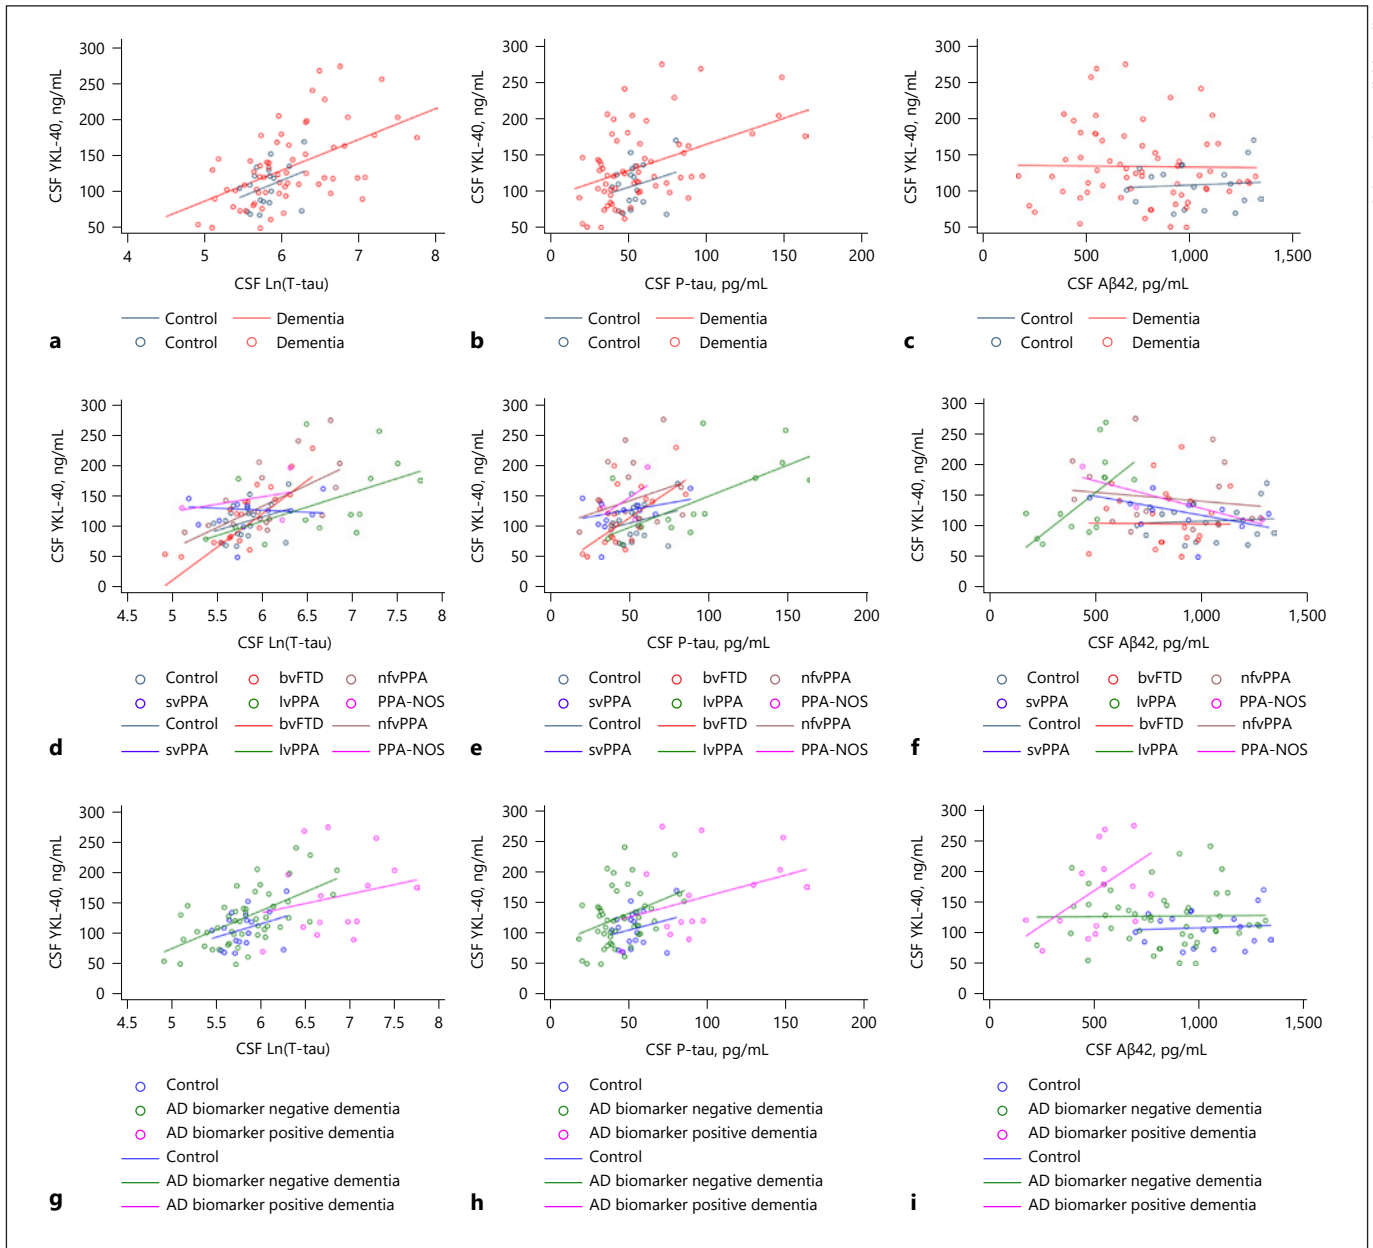 300
250
200
150
100
50
CSF YKL-40, ng/mL
4
5
6
7
8
CSF Ln(T-tau)
Control
Dementia
Control
Dementia
a
300
250
200
150
100
50
CSF YKL-40, ng/mL
0
50
100
150
200
CSF P-tau, pg/mL
Control
Dementia
Control
Dementia
b
300
250
200
150
100
50
CSF YKL-40, ng/mL
0
500
1,000
1,500
CSF Aβ42, pg/mL
Control
Dementia
Control
Dementia
c
300
250
200
150
100
50
0
CSF YKL-40, ng/mL
4.5
5
5.5
6
6.5
7
7.5
8
CSF Ln(T-tau)
Control bvFTD nfvPPA
svPPA lvPPA PPA-NOS
Control bvFTD nfvPPA
svPPA lvPPA PPA-NOS
d
300
250
200
150
100
50
0
CSF YKL-40, ng/mL
0
50
100
150
200
CSF P-tau, pg/mL
Control bvFTD nfvPPA
svPPA lvPPA PPA-NOS
Control bvFTD nfvPPA
svPPA lvPPA PPA-NOS
e
300
250
200
150
100
50
0
CSF YKL-40, ng/mL
0
500
1,000
1,500
CSF Aβ42, pg/mL
Control bvFTD nfvPPA
svPPA lvPPA PPA-NOS
Control bvFTD nfvPPA
svPPA lvPPA PPA-NOS
f
300
250
200
150
100
50
0
CSF YKL-40, ng/mL
4.5
5
5.5
6
6.5
7
7.5
8
CSF Ln(T-tau)
Control
AD biomarker negative dementia
AD biomarker positive dementia
Control
AD biomarker negative dementia
AD biomarker positive dementia
g
300
250
200
150
100
50
0
CSF YKL-40, ng/mL
0
50
100
150
200
CSF P-tau, pg/mL
Control
AD biomarker negative dementia
AD biomarker positive dementia
Control
AD biomarker negative dementia
AD biomarker positive dementia
h
300
250
200
150
100
50
0
CSF YKL-40, ng/mL
0
500
1,000
1,500
CSF Aβ42, pg/mL
Control
AD biomarker negative dementia
AD biomarker positive dementia
Control
AD biomarker negative dementia
AD biomarker positive dementia
i